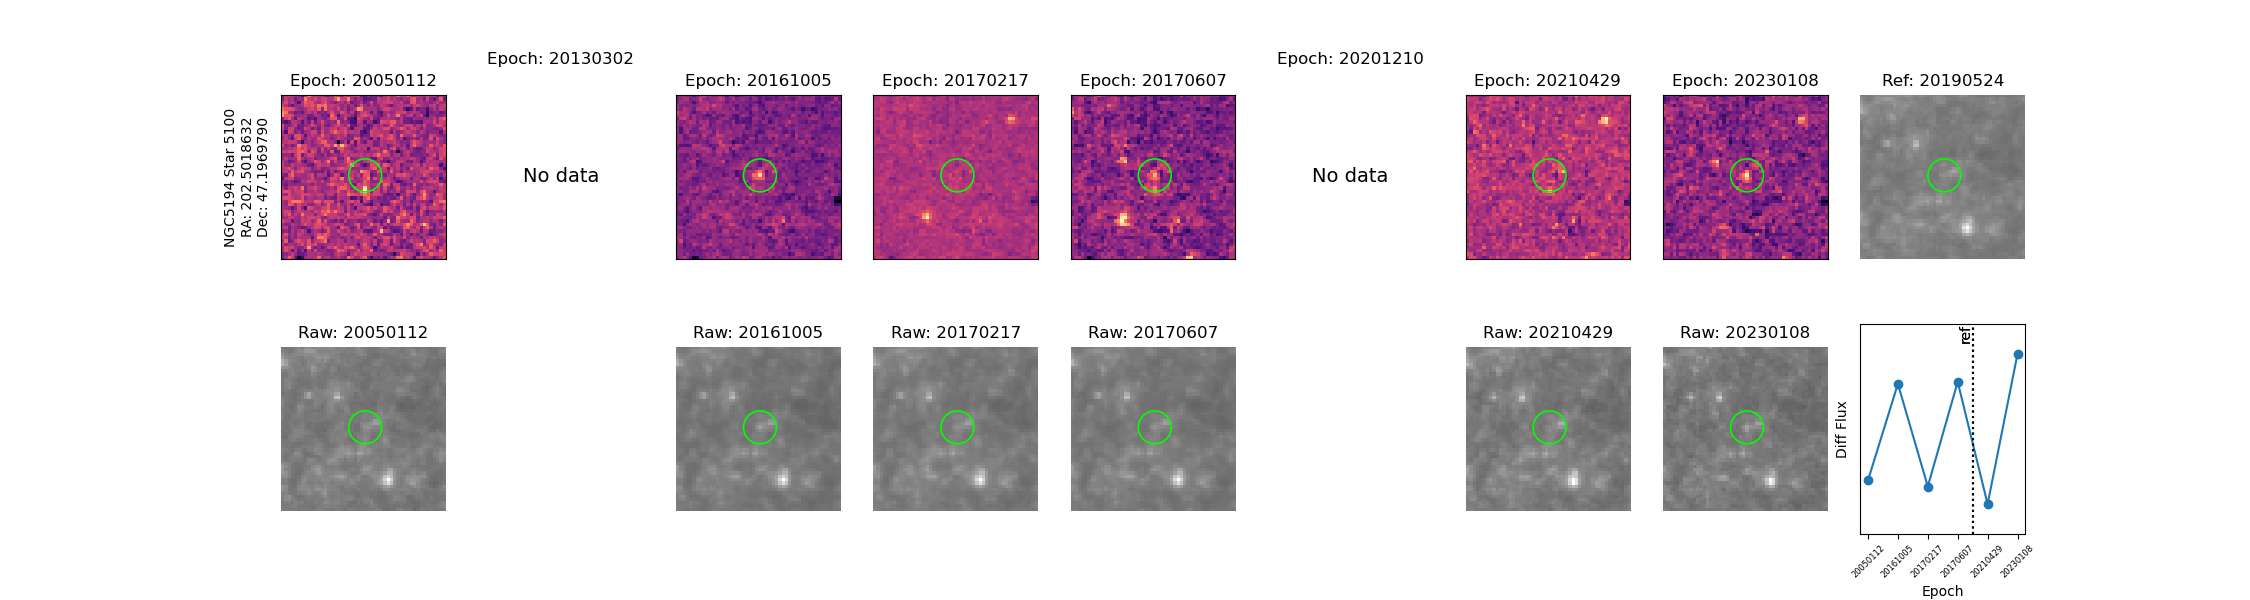 Epoch: 20130302
Epoch: 20201210
Epoch: 20050112
Epoch: 20161005
Epoch: 20170217
Epoch: 20170607
Epoch: 20210429
Epoch: 20230108
Ref: 20190524
NGC5194 Star 5100
RA: 202.5018632
Dec: 47.1969790
No data
No data
Raw: 20050112
Raw: 20161005
Raw: 20170217
Raw: 20170607
Raw: 20210429
Raw: 20230108
ref
Diff Flux
20050112
20161005
20170217
20170607
20210429
20230108
Epoch